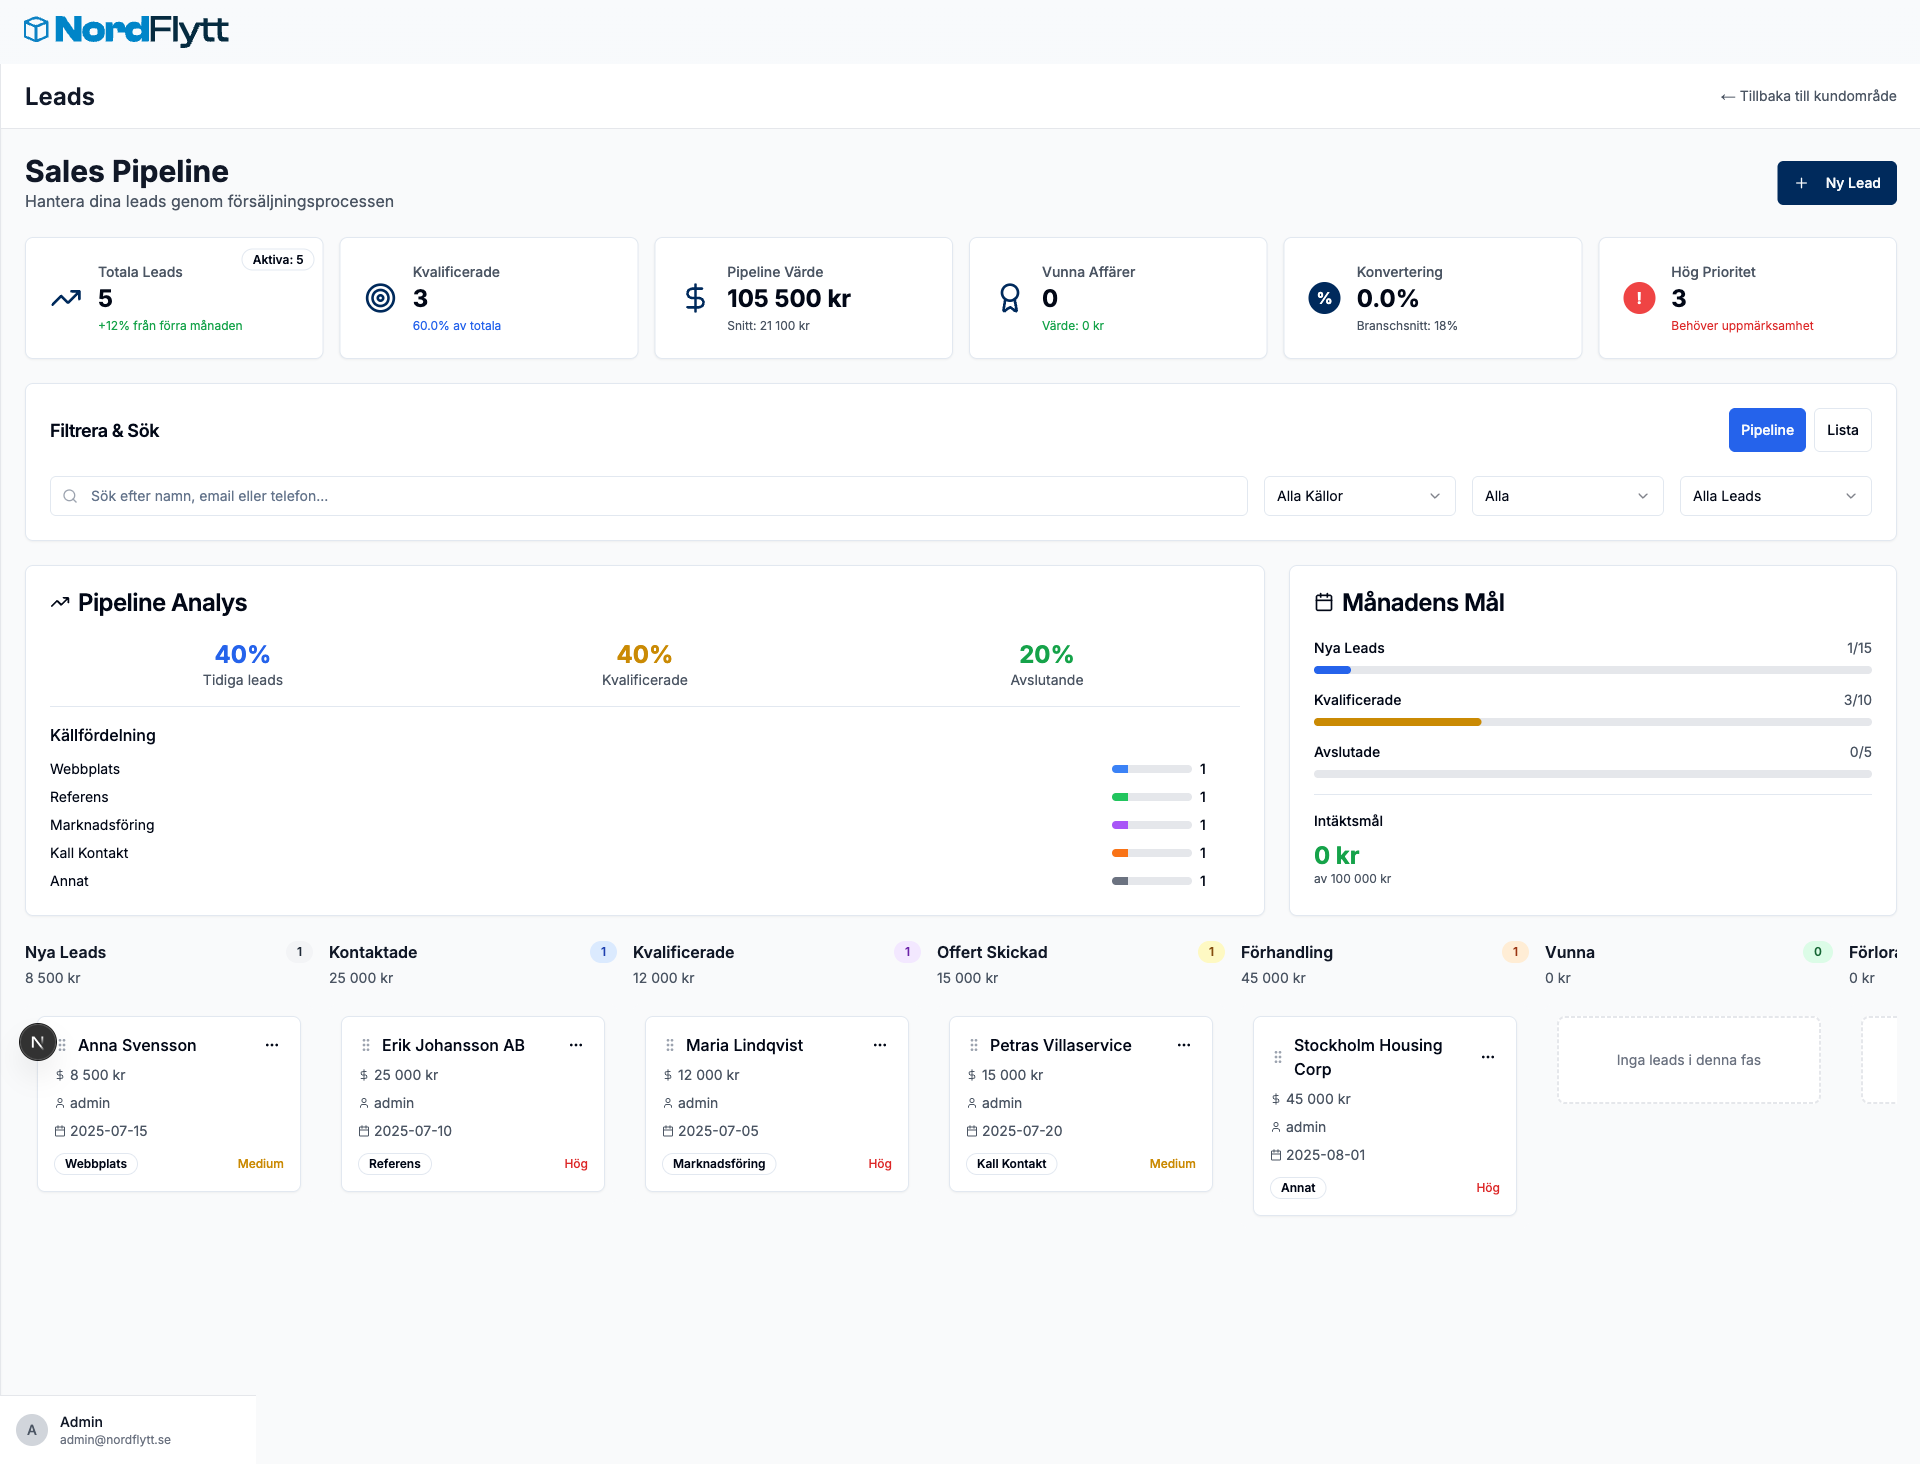 NordFlytt
Leads
← Tillbaka till kundområde
Sales Pipeline
Hantera dina leads genom försäljningsprocessen
+ Ny Lead
Totala Leads
Aktiva: 5
5
+12% från förra månaden
Kvalificerade
3
60.0% av totala
$
Pipeline Värde
105 500 kr
Snitt: 21 100 kr
Vunna Affärer
0
Värde: 0 kr
%
Konvertering
0.0%
Branschsnitt: 18%
!
Hög Prioritet
3
Behöver uppmärksamhet
Filtrera & Sök
Pipeline
Lista
Sök efter namn, email eller telefon...
Alla Källor
Alla
Alla Leads
Pipeline Analys
40%
Tidiga leads
40%
Kvalificerade
20%
Avslutande
Källfördelning
Webbplats 1
Referens 1
Marknadsföring 1
Kall Kontakt 1
Annat 1
Månadens Mål
Nya Leads 1/15
Kvalificerade 3/10
Avslutade 0/5
Intäktsmål
0 kr
av 100 000 kr
Nya Leads 1
8 500 kr
N
Anna Svensson ...
$ 8 500 kr
admin
2025-07-15
Webbplats Medium
Kontaktade 1
25 000 kr
Erik Johansson AB ...
$ 25 000 kr
admin
2025-07-10
Referens Hög
Kvalificerade 1
12 000 kr
Maria Lindqvist ...
$ 12 000 kr
admin
2025-07-05
Marknadsföring Hög
Offert Skickad 1
15 000 kr
Petras Villaservice ...
$ 15 000 kr
admin
2025-07-20
Kall Kontakt Medium
Förhandling 1
45 000 kr
Stockholm Housing
Corp ...
$ 45 000 kr
admin
2025-08-01
Annat Hög
Vunna 0
0 kr
Inga leads i denna fas
Förlora
0 kr
A
Admin
admin@nordflytt.se